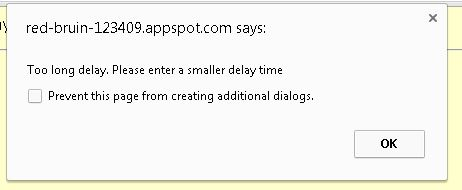 red-bruin-123409.appspot.com says:
Too long delay. Please enter a smaller delay time
Prevent this page from creating additional dialogs.
OK